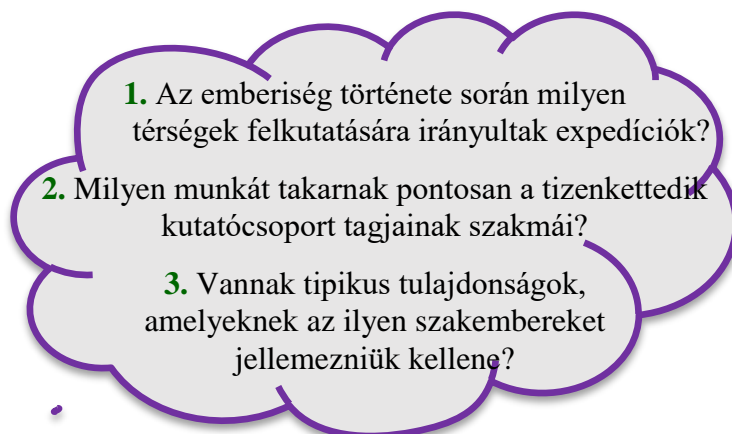 1. Az emberiség története során milyen
térségek felkutatására irányultak expedíciók?
2. Milyen munkát takarnak pontosan a tizenkettedik
kutatócsoport tagjainak szakmái?
3. Vannak tipikus tulajdonságok,
amelyeknek az ilyen szakembereket
jellemezniük kellene?